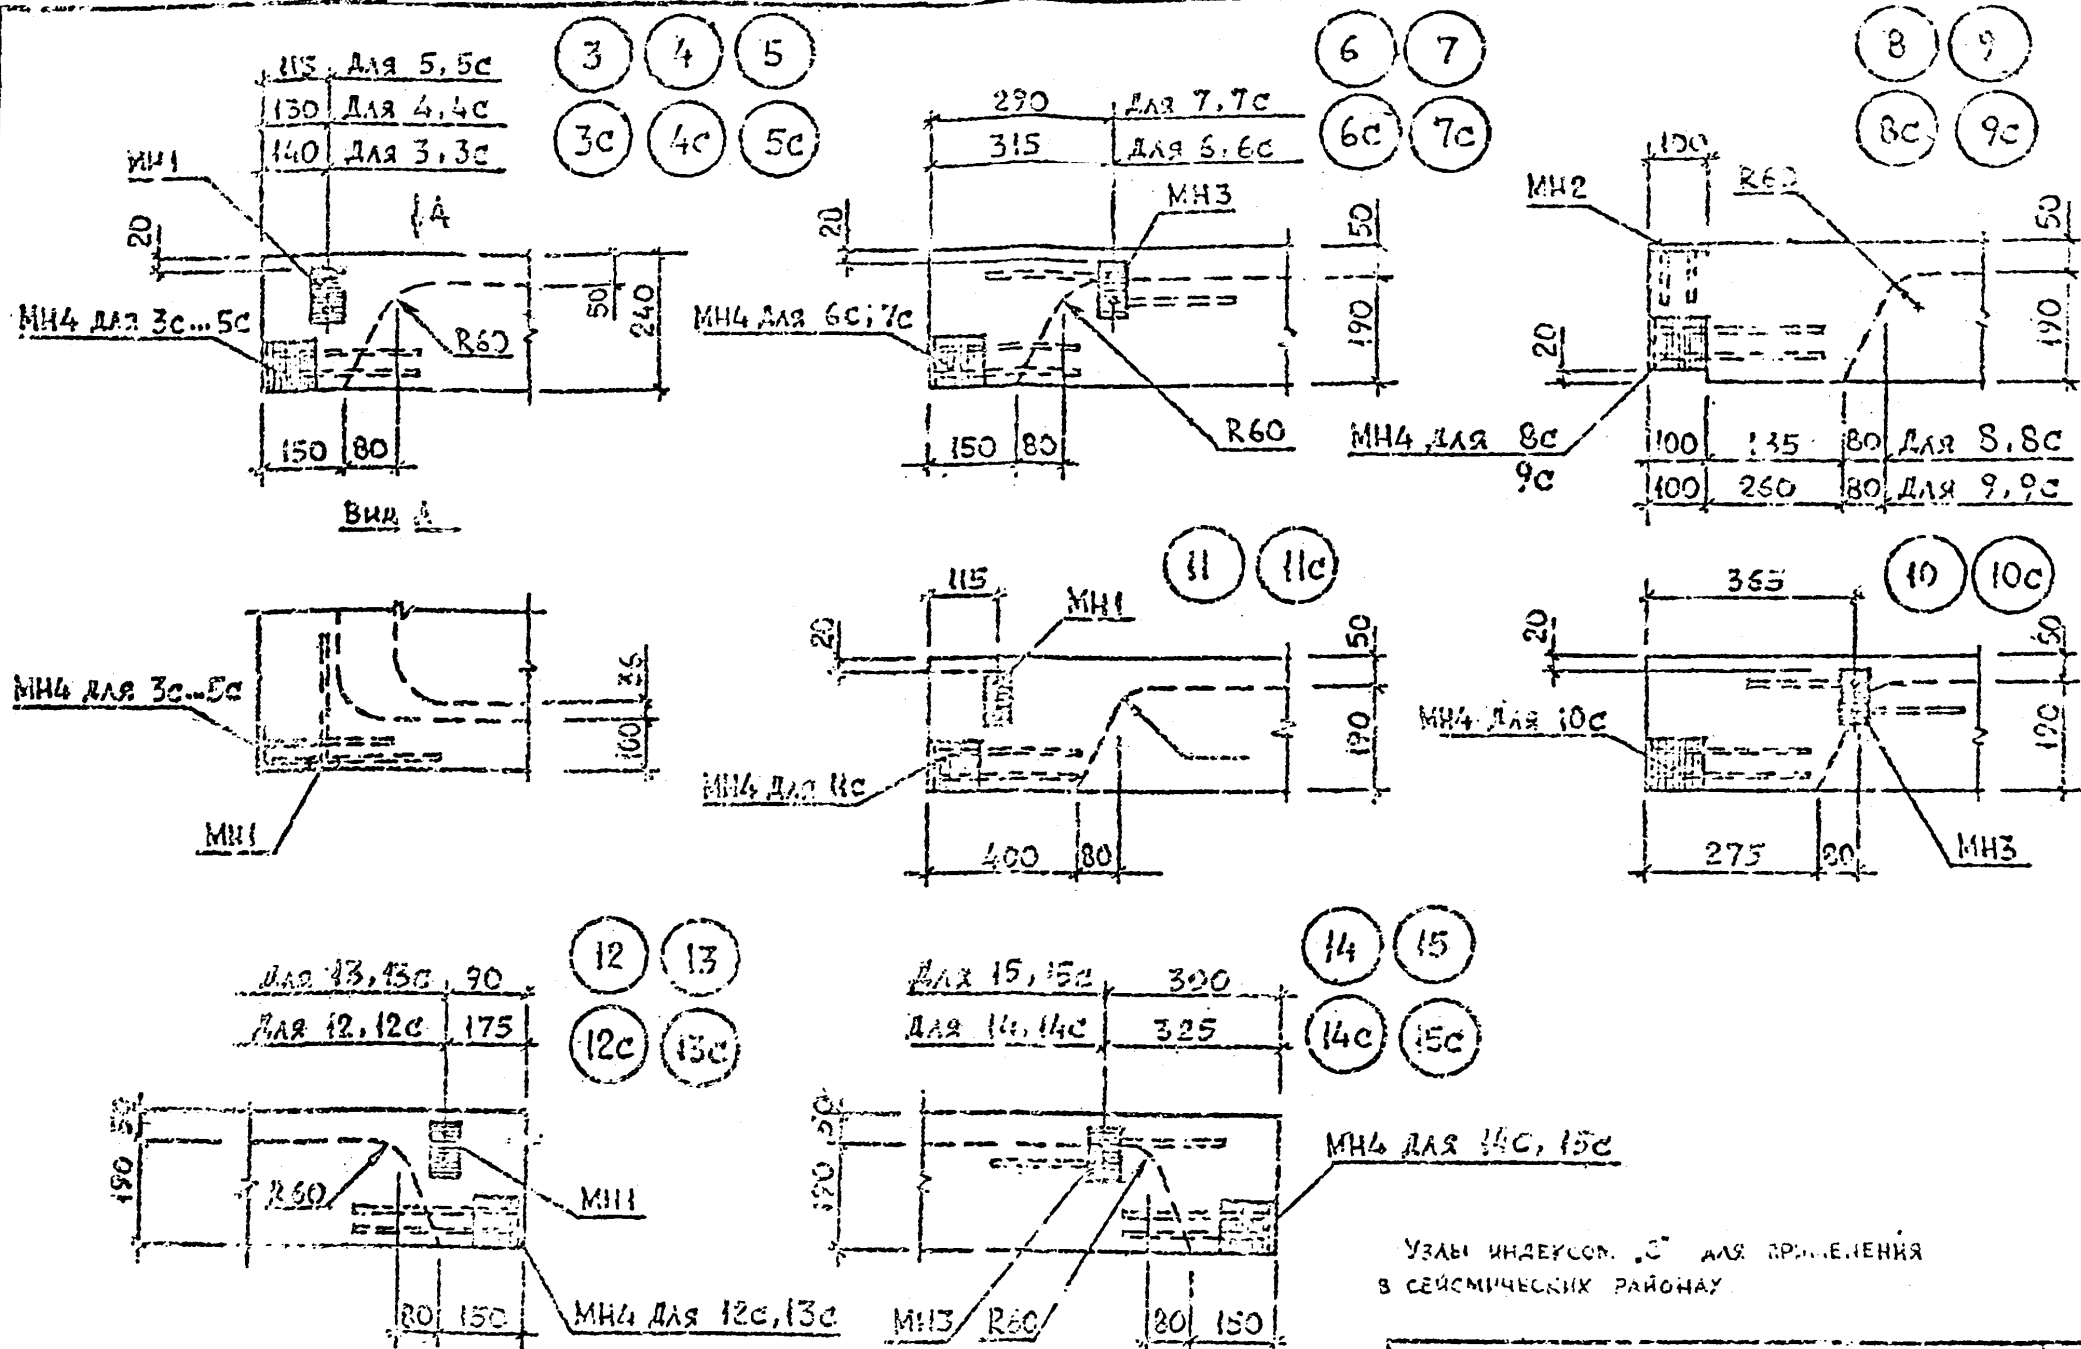 3 4 5
3с 4с 5с
115 Для 5, 5с
130 Для 4, 4с
140 Для 3, 3с
МН1
А
20
МН4 для 3с...5с
R60
50
240
150 80
6 7
6с 7с
290 Для 7, 7с
315 Для 6, 6с
МН3
20
50
МН4 для 6с; 7с
190
R60
150 80
8 9
8с 9с
100
МН2
R60
50
20
190
МН4 для 8с
9с
100 135 80 Для 8, 8с
100 260 80 Для 9, 9с
Вид А
МН4 для 3с...5с
100
МН1
11 11с
115
МН1
20
50
190
МН4 для 11с
400 80
10 10с
365
20
50
МН4 для 10с
190
275 80
МН3
12 13
12с 13с
Для 13, 13с 90
Для 12, 12с 175
50
190
R60
МН1
80 150
МН4 для 12с, 13с
14 15
14с 15с
Для 15, 15с 300
Для 14, 14с 325
50
190
МН4 для 14с, 15с
МН3 R60
80 150
Узлы индексом „С" для применения
в сейсмических районах